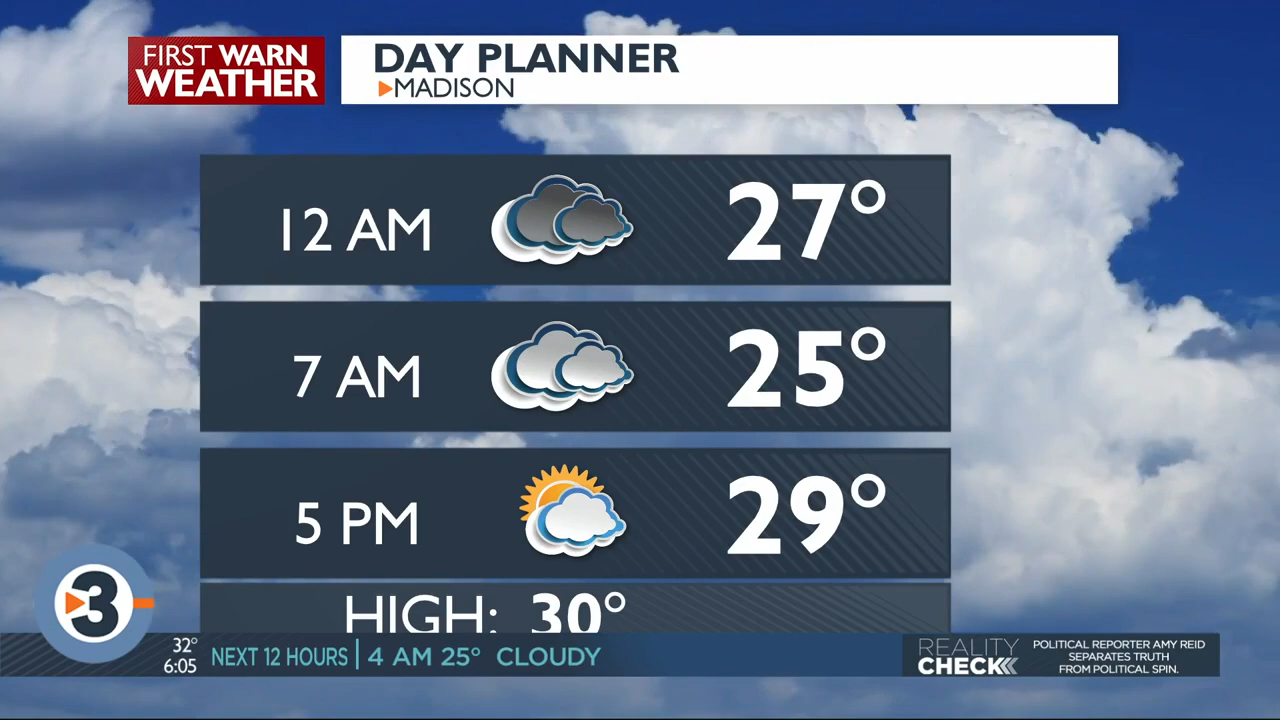 FIRST WARN
WEATHER
DAY PLANNER
MADISON
12 AM 27°
7 AM 25°
5 PM 29°
HIGH: 30°
3
32°
6:05
NEXT 12 HOURS | 4 AM 25° CLOUDY
REALITY
CHECK
POLITICAL REPORTER AMY REID
SEPARATES TRUTH
FROM POLITICAL SPIN.